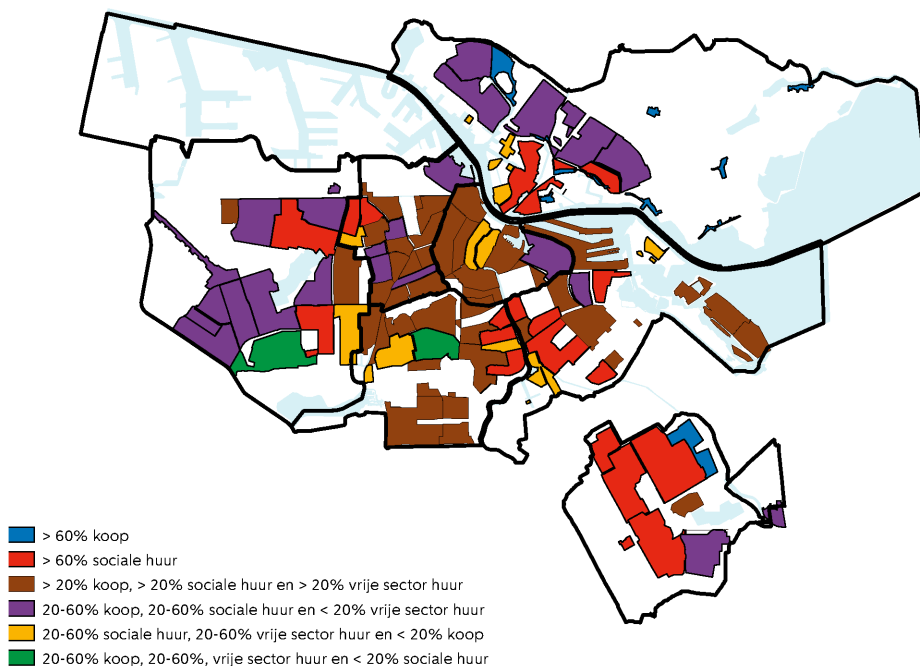 > 60% koop
> 60% sociale huur
> 20% koop, > 20% sociale huur en > 20% vrije sector huur
20-60% koop, 20-60% sociale huur en < 20% vrije sector huur
20-60% sociale huur, 20-60% vrije sector huur en < 20% koop
20-60% koop, 20-60%, vrije sector huur en < 20% sociale huur